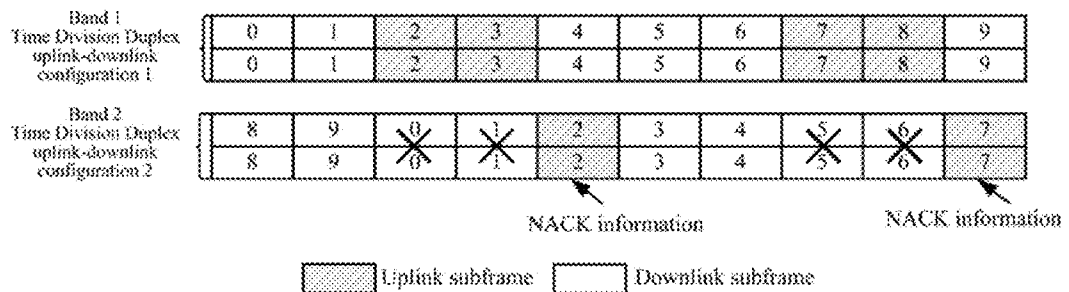 Band 1
Time Division Duplex
uplink-downlink
configuration 1
0 1 2 3 4 5 6 7 8 9
0 1 2 3 4 5 6 7 8 9
Band 2
Time Division Duplex
uplink-downlink
configuration 2
8 9 0 1 2 3 4 5 6 7
8 9 0 1 2 3 4 5 6 7
NACK information
NACK information
Uplink subframe Downlink subframe